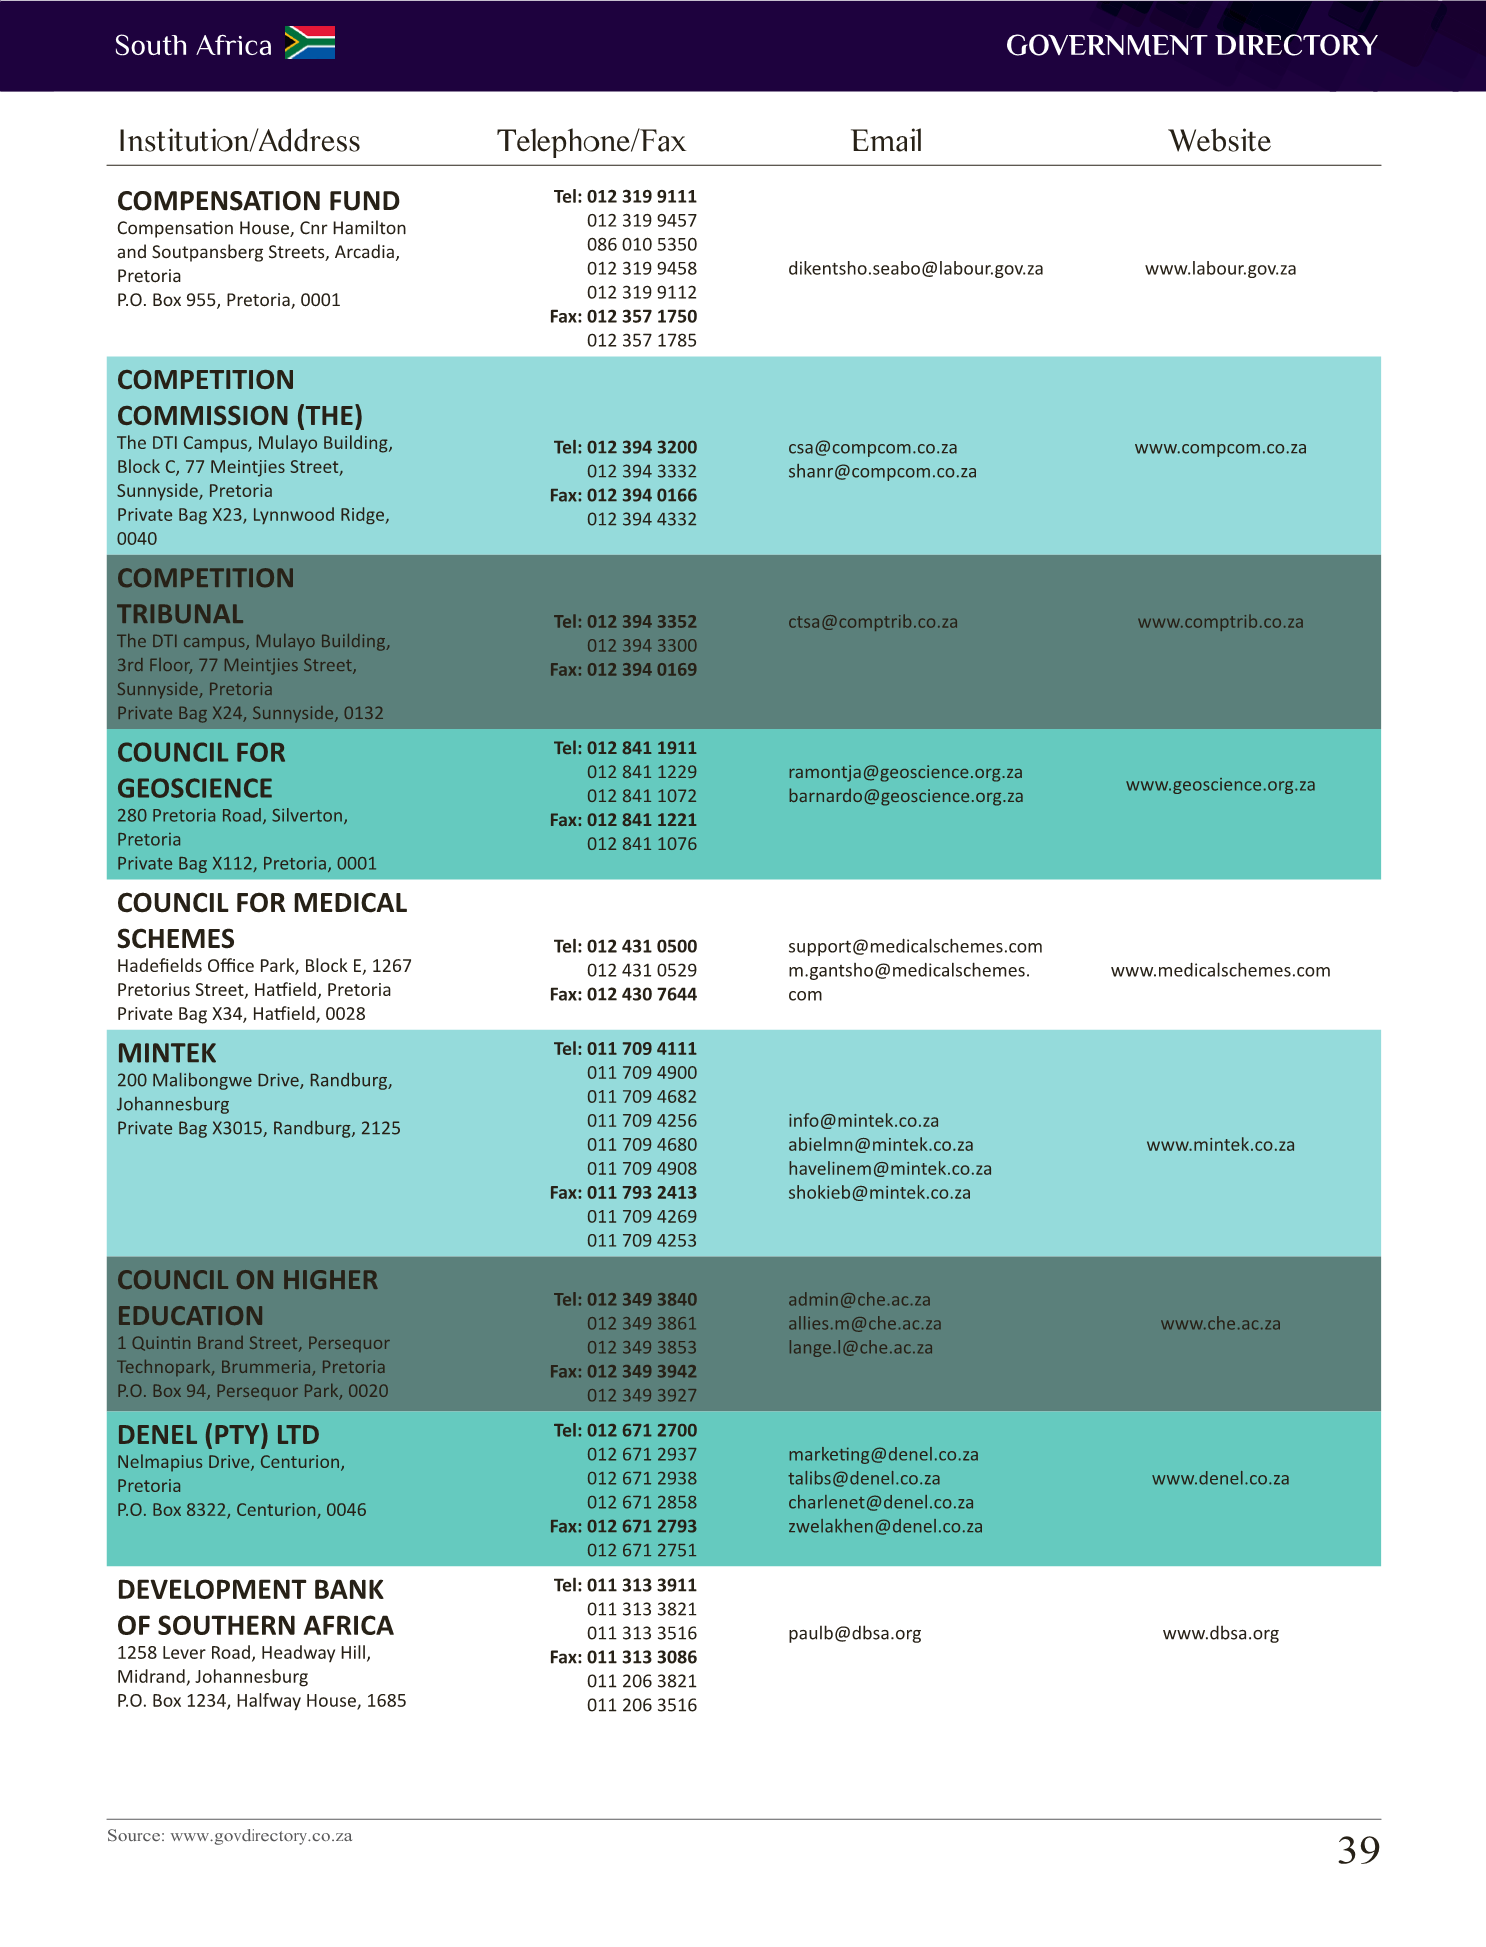 South Africa
GOVERNMENT DIRECTORY
Institution/Address Telephone/Fax Email Website
COMPENSATION FUND
Compensation House, Cnr Hamilton
and Soutpansberg Streets, Arcadia,
Pretoria
P.O. Box 955, Pretoria, 0001
Tel: 012 319 9111
012 319 9457
086 010 5350
012 319 9458
012 319 9112
Fax: 012 357 1750
012 357 1785
dikentsho.seabo@labour.gov.za
www.labour.gov.za
COMPETITION
COMMISSION (THE)
The DTI Campus, Mulayo Building,
Block C, 77 Meintjies Street,
Sunnyside, Pretoria
Private Bag X23, Lynnwood Ridge,
0040
Tel: 012 394 3200
012 394 3332
Fax: 012 394 0166
012 394 4332
csa@compcom.co.za
shanr@compcom.co.za
www.compcom.co.za
COMPETITION
TRIBUNAL
The DTI campus, Mulayo Building,
3rd Floor, 77 Meintjies Street,
Sunnyside, Pretoria
Private Bag X24, Sunnyside, 0132
Tel: 012 394 3352
012 394 3300
Fax: 012 394 0169
ctsa@comptrib.co.za
www.comptrib.co.za
COUNCIL FOR
GEOSCIENCE
280 Pretoria Road, Silverton,
Pretoria
Private Bag X112, Pretoria, 0001
Tel: 012 841 1911
012 841 1229
012 841 1072
Fax: 012 841 1221
012 841 1076
ramontja@geoscience.org.za
barnardo@geoscience.org.za
www.geoscience.org.za
COUNCIL FOR MEDICAL
SCHEMES
Hadefields Office Park, Block E, 1267
Pretorius Street, Hatfield, Pretoria
Private Bag X34, Hatfield, 0028
Tel: 012 431 0500
012 431 0529
Fax: 012 430 7644
support@medicalschemes.com
m.gantsho@medicalschemes.
com
www.medicalschemes.com
MINTEK
200 Malibongwe Drive, Randburg,
Johannesburg
Private Bag X3015, Randburg, 2125
Tel: 011 709 4111
011 709 4900
011 709 4682
011 709 4256
011 709 4680
011 709 4908
Fax: 011 793 2413
011 709 4269
011 709 4253
info@mintek.co.za
abielmn@mintek.co.za
havelinem@mintek.co.za
shokieb@mintek.co.za
www.mintek.co.za
COUNCIL ON HIGHER
EDUCATION
1 Quintin Brand Street, Persequor
Technopark, Brummeria, Pretoria
P.O. Box 94, Persequor Park, 0020
Tel: 012 349 3840
012 349 3861
012 349 3853
Fax: 012 349 3942
012 349 3927
admin@che.ac.za
allies.m@che.ac.za
lange.l@che.ac.za
www.che.ac.za
DENEL (PTY) LTD
Nelmapius Drive, Centurion,
Pretoria
P.O. Box 8322, Centurion, 0046
Tel: 012 671 2700
012 671 2937
012 671 2938
012 671 2858
Fax: 012 671 2793
012 671 2751
marketing@denel.co.za
talibs@denel.co.za
charlenet@denel.co.za
zwelakhen@denel.co.za
www.denel.co.za
DEVELOPMENT BANK
OF SOUTHERN AFRICA
1258 Lever Road, Headway Hill,
Midrand, Johannesburg
P.O. Box 1234, Halfway House, 1685
Tel: 011 313 3911
011 313 3821
011 313 3516
Fax: 011 313 3086
011 206 3821
011 206 3516
paulb@dbsa.org
www.dbsa.org
Source: www.govdirectory.co.za
39